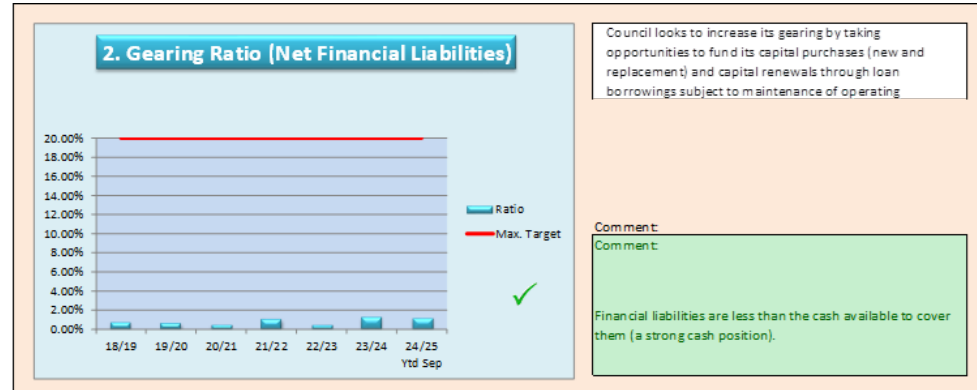 2. Gearing Ratio (Net Financial Liabilities)
20.00%
18.00%
16.00%
14.00%
12.00%
10.00%
8.00%
6.00%
4.00%
2.00%
0.00%
18/19 19/20 20/21 21/22 22/23 23/24 24/25
Ytd Sep
Ratio
Max. Target
✓
Council looks to increase its gearing by taking
opportunities to fund its capital purchases (new and
replacement) and capital renewals through loan
borrowings subject to maintenance of operating
Comment:
Comment:
Financial liabilities are less than the cash available to cover
them (a strong cash position).